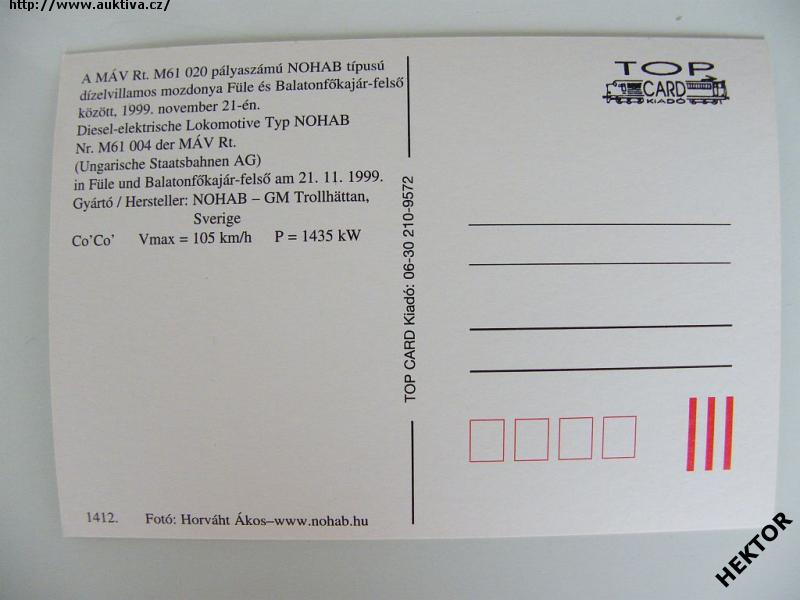 http://www.auktiva.cz/
A MÁV Rt. M61 020 pályaszámú NOHAB típusú
dízelvillamos mozdonya Füle és Balatonfőkajár-felső
között, 1999. november 21-én.
Diesel-elektrische Lokomotive Typ NOHAB
Nr. M61 004 der MÁV Rt.
(Ungarische Staatsbahnen AG)
in Füle und Balatonfőkajár-felső am 21. 11. 1999.
Gyártó / Hersteller: NOHAB – GM Trollhättan,
Sverige
Co'Co' Vmax = 105 km/h P = 1435 kW
1412. Fotó: Horváht Ákos–www.nohab.hu
TOP CARD Kiadó: 06-30 210-9572
TOP
CARD
KIADÓ
HEKTOR